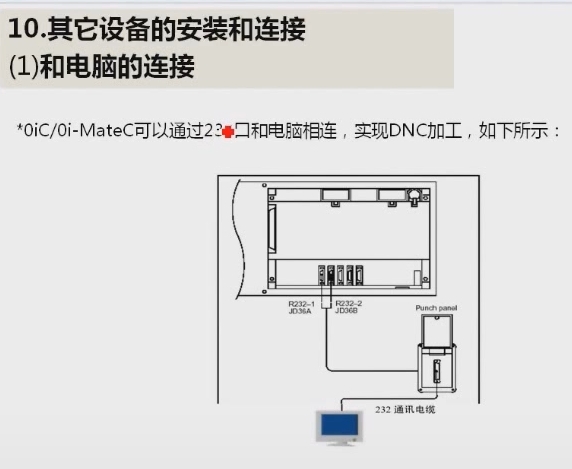 10.其它设备的安装和连接
(1)和电脑的连接
*0iC/0i-MateC可以通过23 口和电脑相连，实现DNC加工，如下所示：
R232-1 R232-2
JD36A JD36B
Punch panel
232 通讯电缆